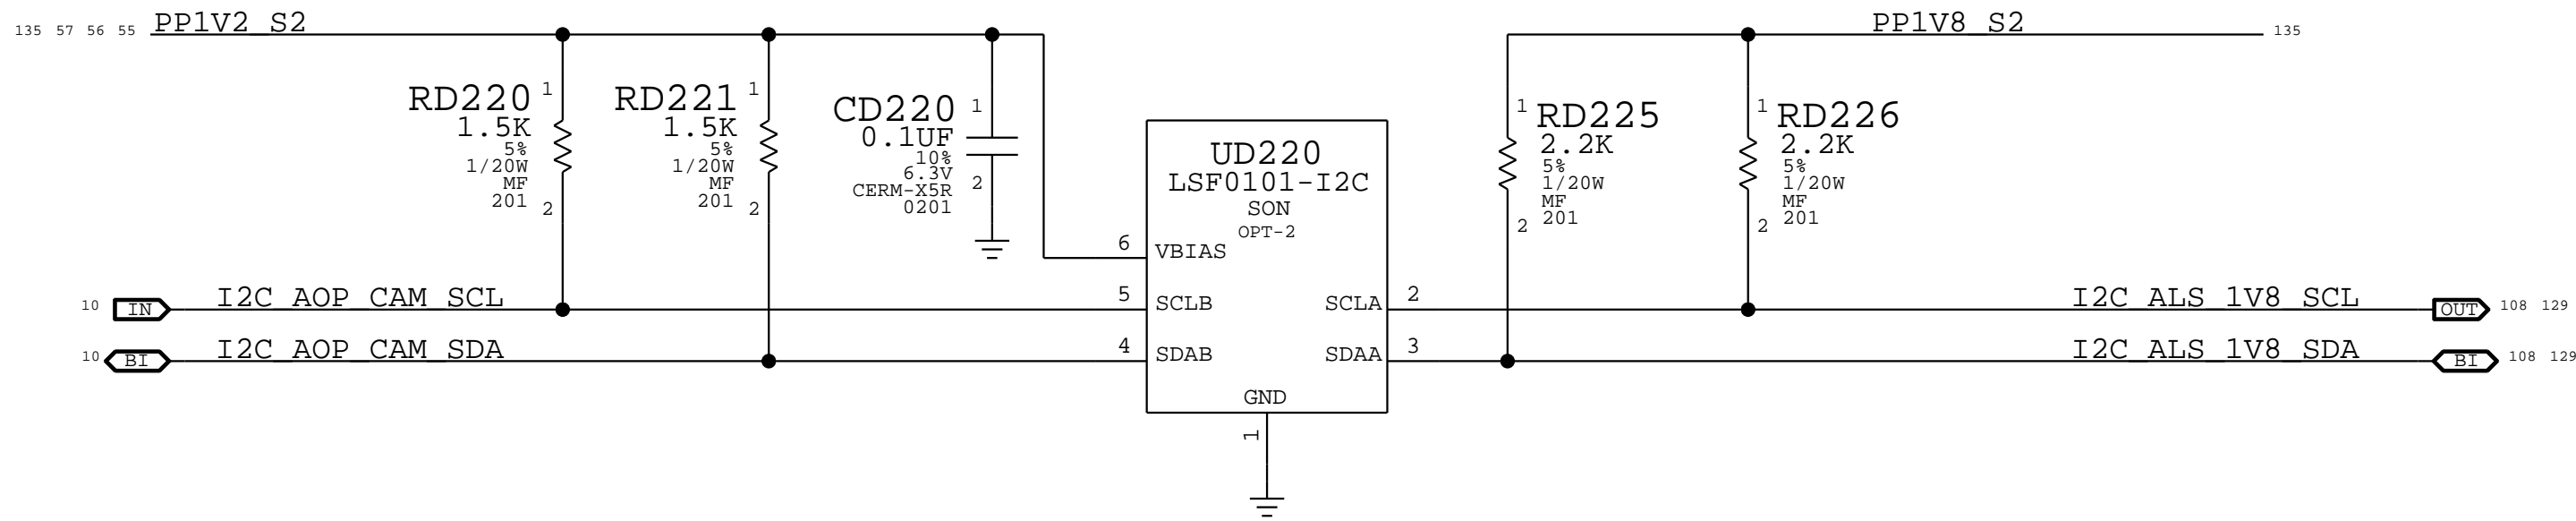 135 57 56 55 PP1V2_S2
PP1V8_S2 135
RD220
1.5K
5%
1/20W
MF
201
1
2
RD221
1.5K
5%
1/20W
MF
201
1
2
CD220
0.1UF
10%
6.3V
CERM-X5R
0201
1
2
UD220
LSF0101-I2C
SON
OPT-2
6 VBIAS
5 SCLB
4 SDAB
SCLA 2
SDAA 3
GND
1
1
RD225
2.2K
5%
1/20W
MF
201
2
1
RD226
2.2K
5%
1/20W
MF
201
2
10 IN I2C_AOP_CAM_SCL
10 BI I2C_AOP_CAM_SDA
I2C_ALS_1V8_SCL OUT 108 129
I2C_ALS_1V8_SDA BI 108 129